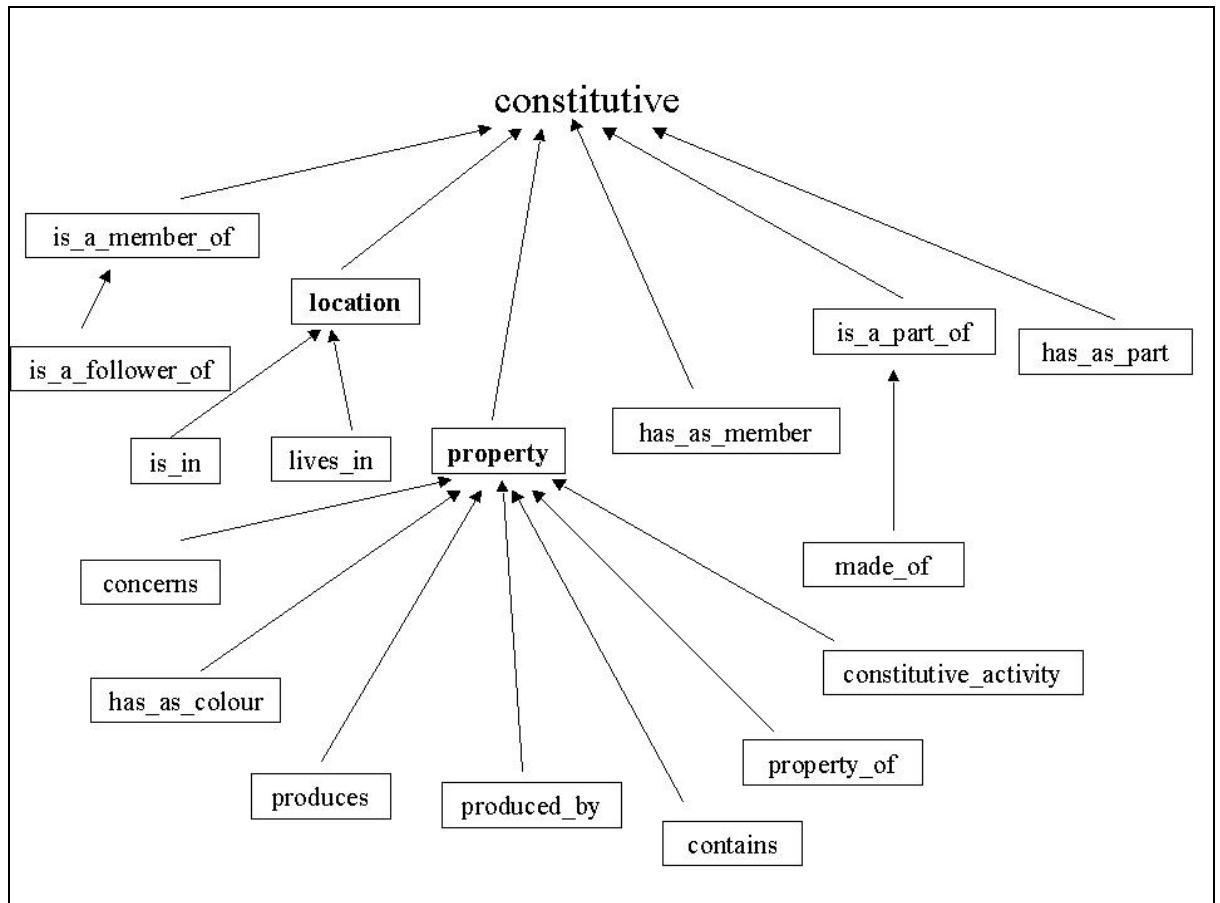 constitutive
is_a_member_of
location
is_a_part_of
has_as_part
is_a_follower_of
has_as_member
is_in
lives_in
property
concerns
made_of
has_as_colour
constitutive_activity
produces
produced_by
property_of
contains